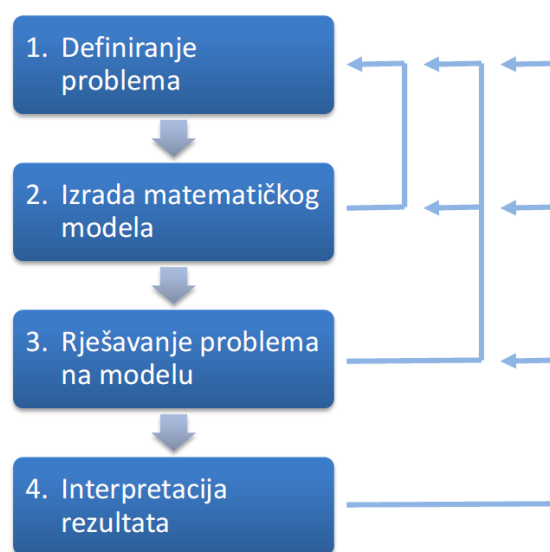 1. Definiranje
problema
2. Izrada matematičkog
modela
3. Rješavanje problema
na modelu
4. Interpretacija
rezultata